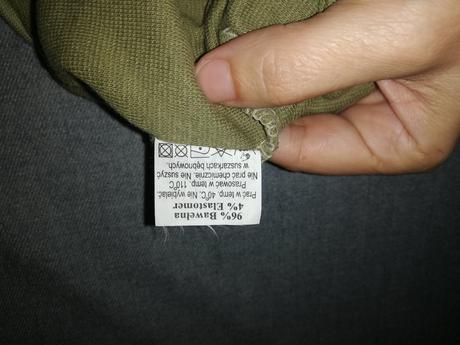 96% Bawełna
4% Elastomer
Prać w temp. 40°C. Nie wybielać.
Prasować w temp. 110°C
Nie prać chemicznie. Nie suszyć
w suszarkach bębnowych.